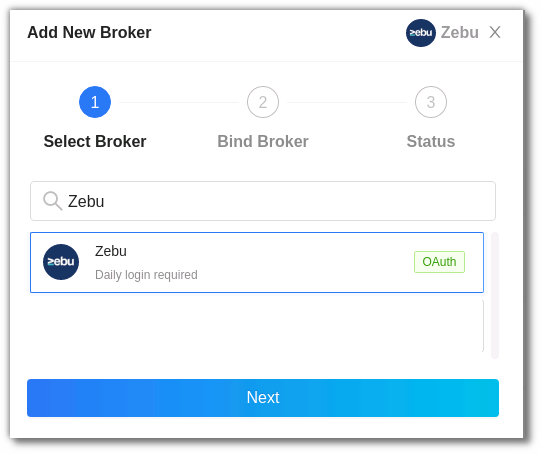 Add New Broker
zebu Zebu X
1
2
3
Select Broker
Bind Broker
Status
Zebu
zebu
Zebu
Daily login required
OAuth
Next